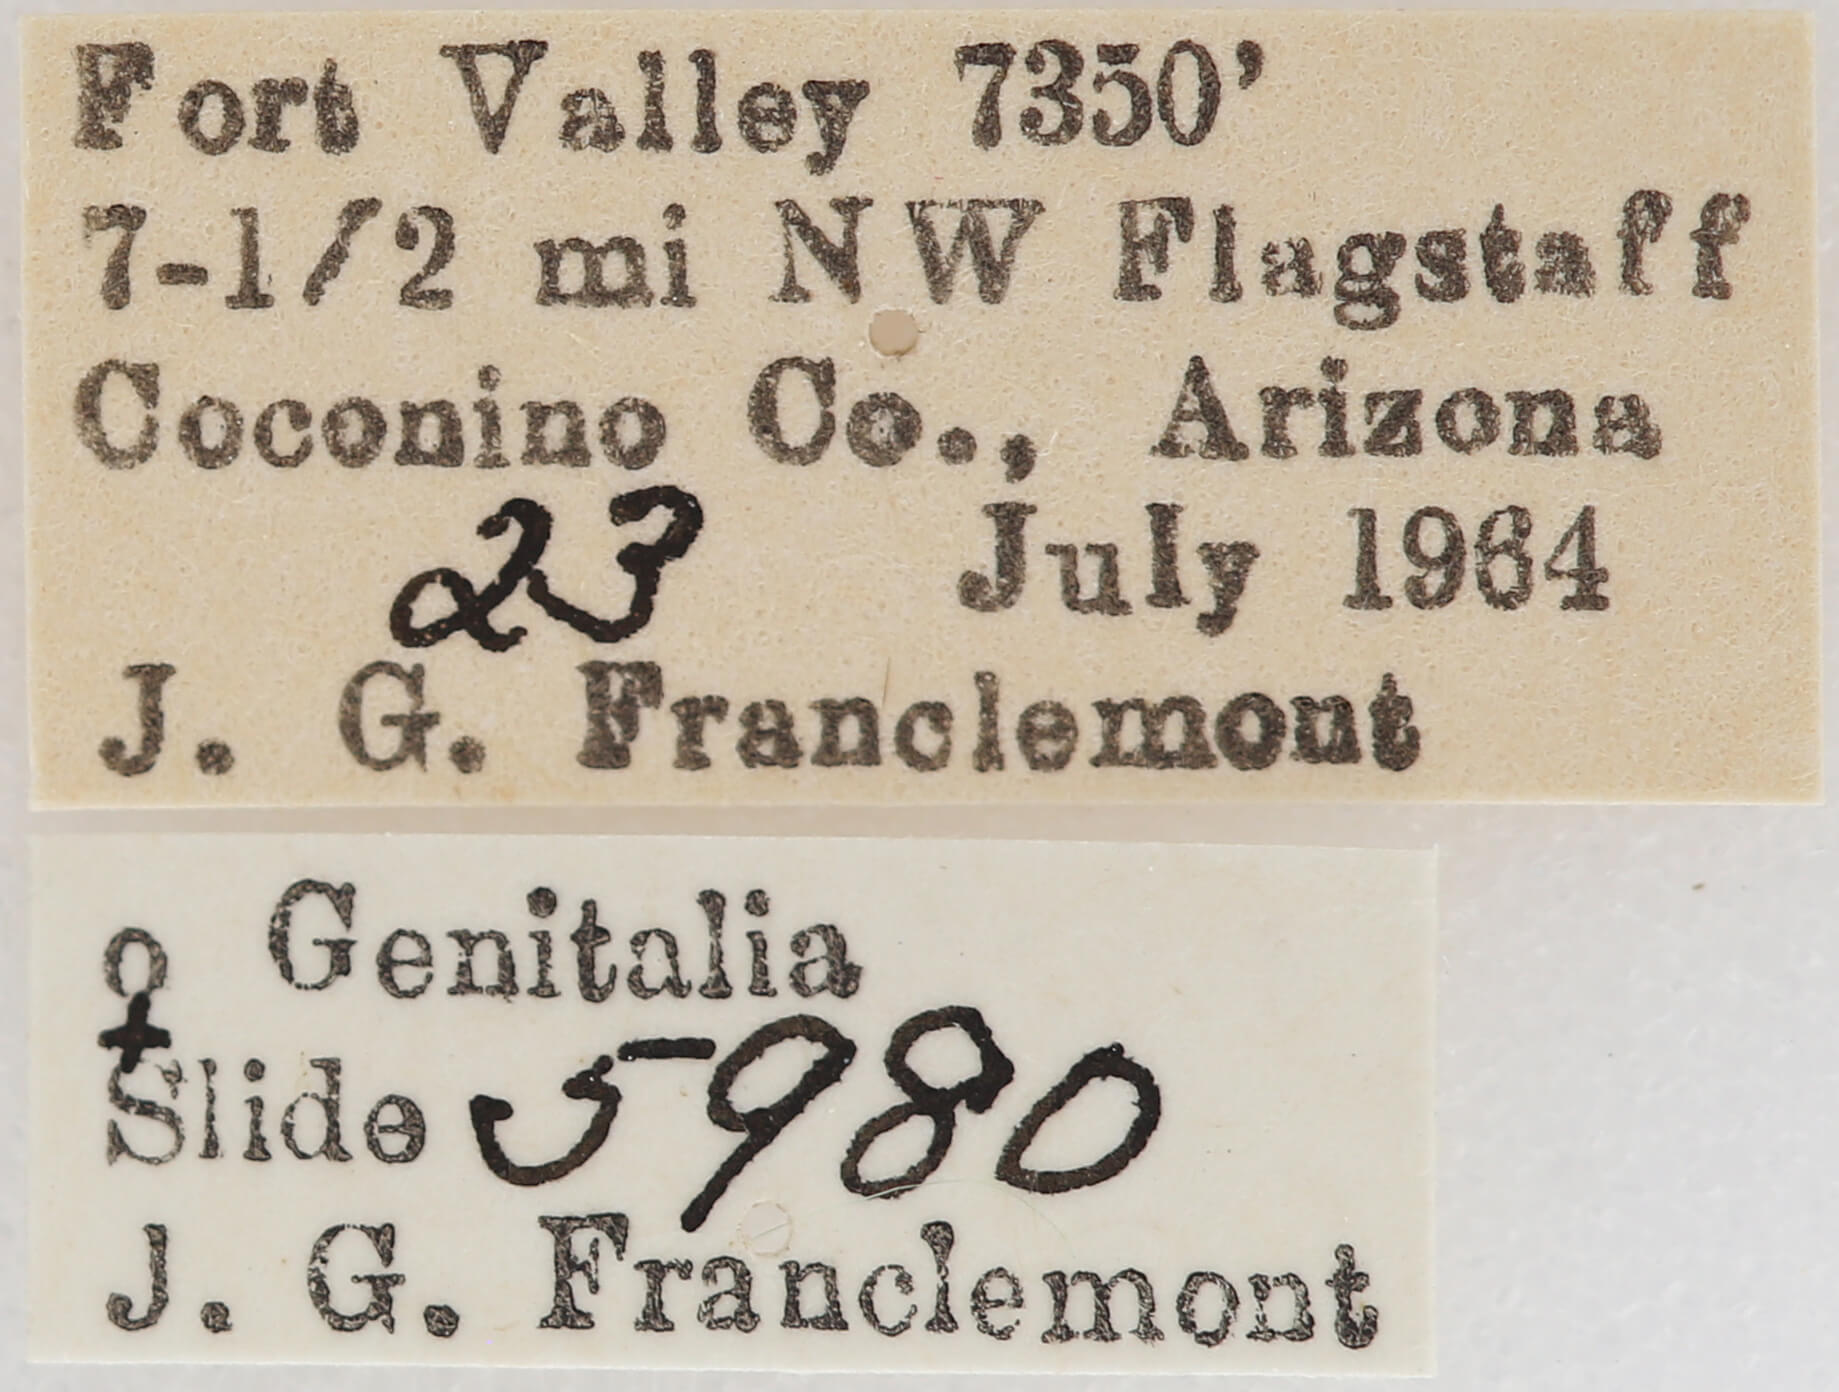 Fort Valley 7350'
7-1/2 mi NW Flagstaff
Coconino Co., Arizona
23 July 1964
J. G. Franclemont
♀ Genitalia
Slide 5980
J. G. Franclemont